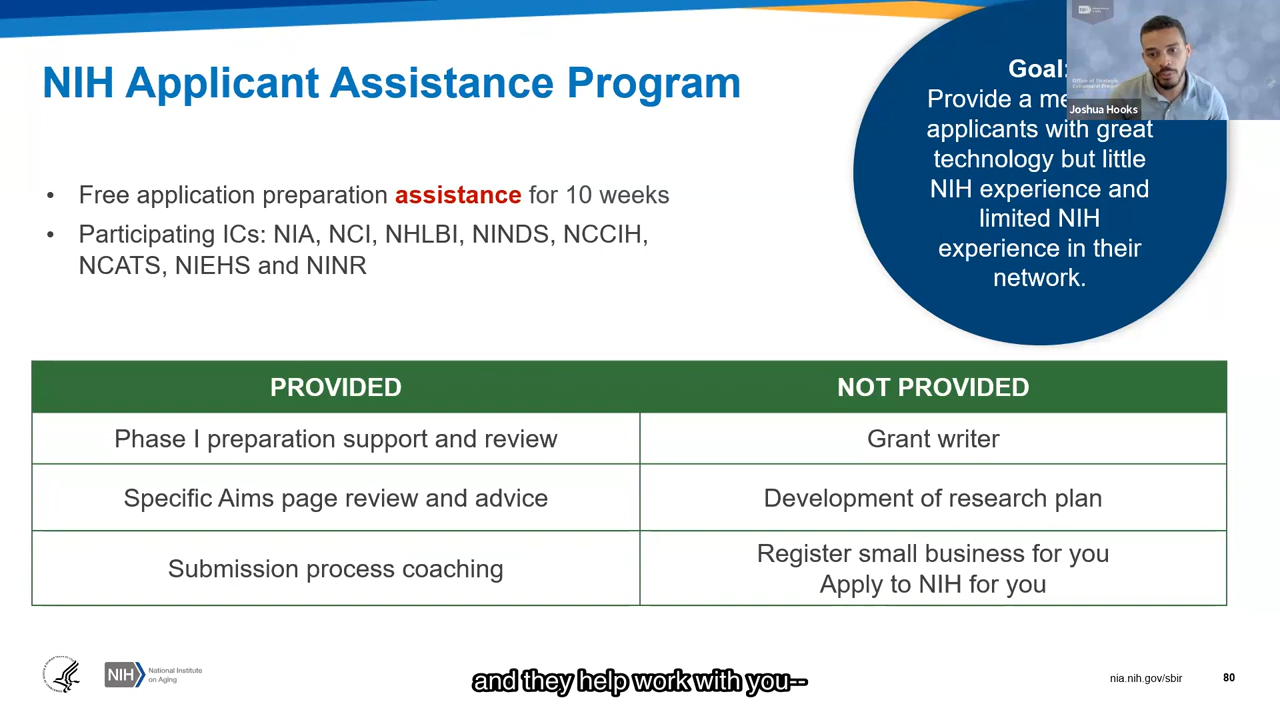 NIH Applicant Assistance Program
• Free application preparation assistance for 10 weeks
• Participating ICs: NIA, NCI, NHLBI, NINDS, NCCIH,
NCATS, NIEHS and NINR
Goal:
Provide a me
applicants with great
technology but little
NIH experience and
limited NIH
experience in their
network.
Joshua Hooks
PROVIDED
NOT PROVIDED
Phase I preparation support and review
Grant writer
Specific Aims page review and advice
Development of research plan
Submission process coaching
Register small business for you
Apply to NIH for you
NIH
National Institute
on Aging
and they help work with you--
nia.nih.gov/sbir
80